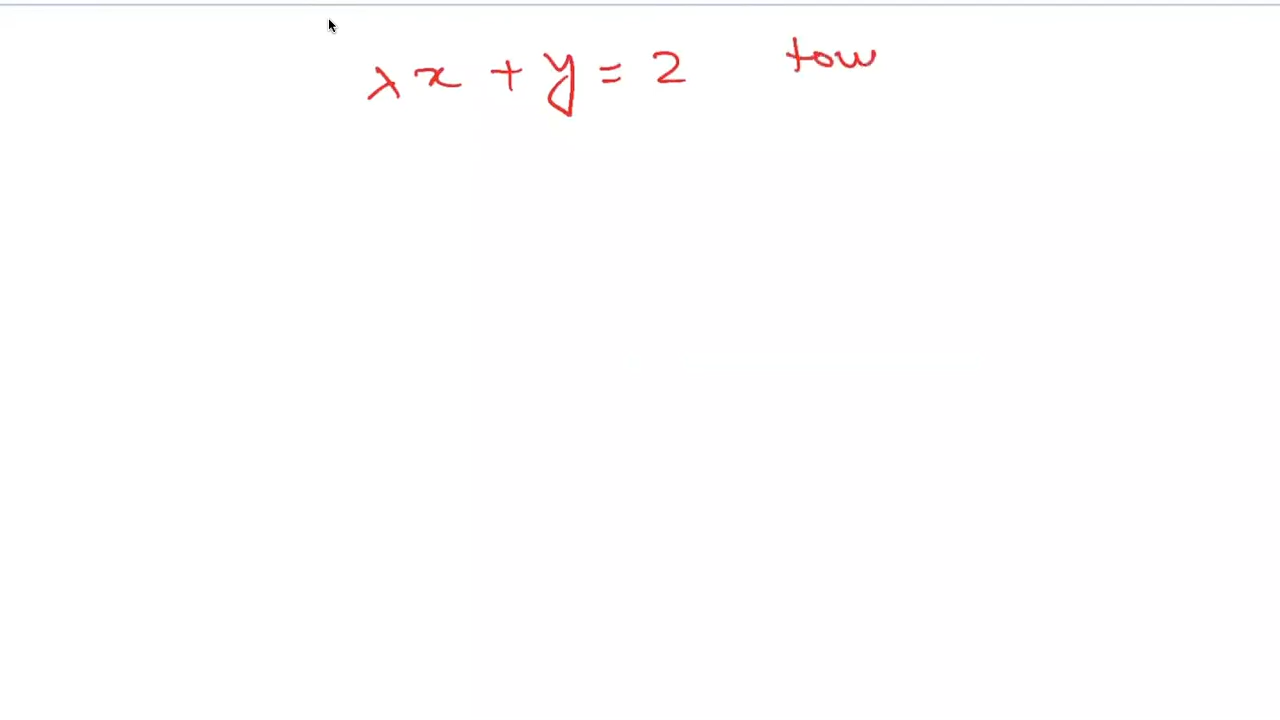 λx + y = 2 tow